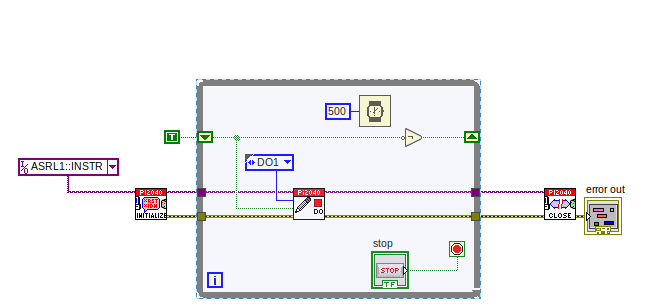 500
T
DO1
I/O ASRL1::INSTR
PI2040
INITIALIZE
PI2040
DO
PI2040
CLOSE
error out
stop
STOP
TF
i